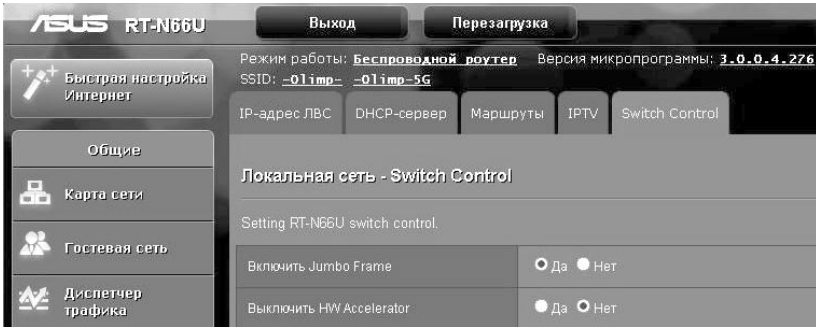 ASUS RT-N66U
Выход
Перезагрузка
Быстрая настройка
Интернет
Режим работы: Беспроводной роутер Версия микропрограммы: 3.0.0.4.276
SSID: -Olimp- -Olimp-5G
IP-адрес ЛВС
DHCP-сервер
Маршруты
IPTV
Switch Control
Общие
Карта сети
Гостевая сеть
Диспетчер
трафика
Локальная сеть - Switch Control
Setting RT-N66U switch control.
Включить Jumbo Frame Да Нет
Выключить HW Accelerator Да Нет